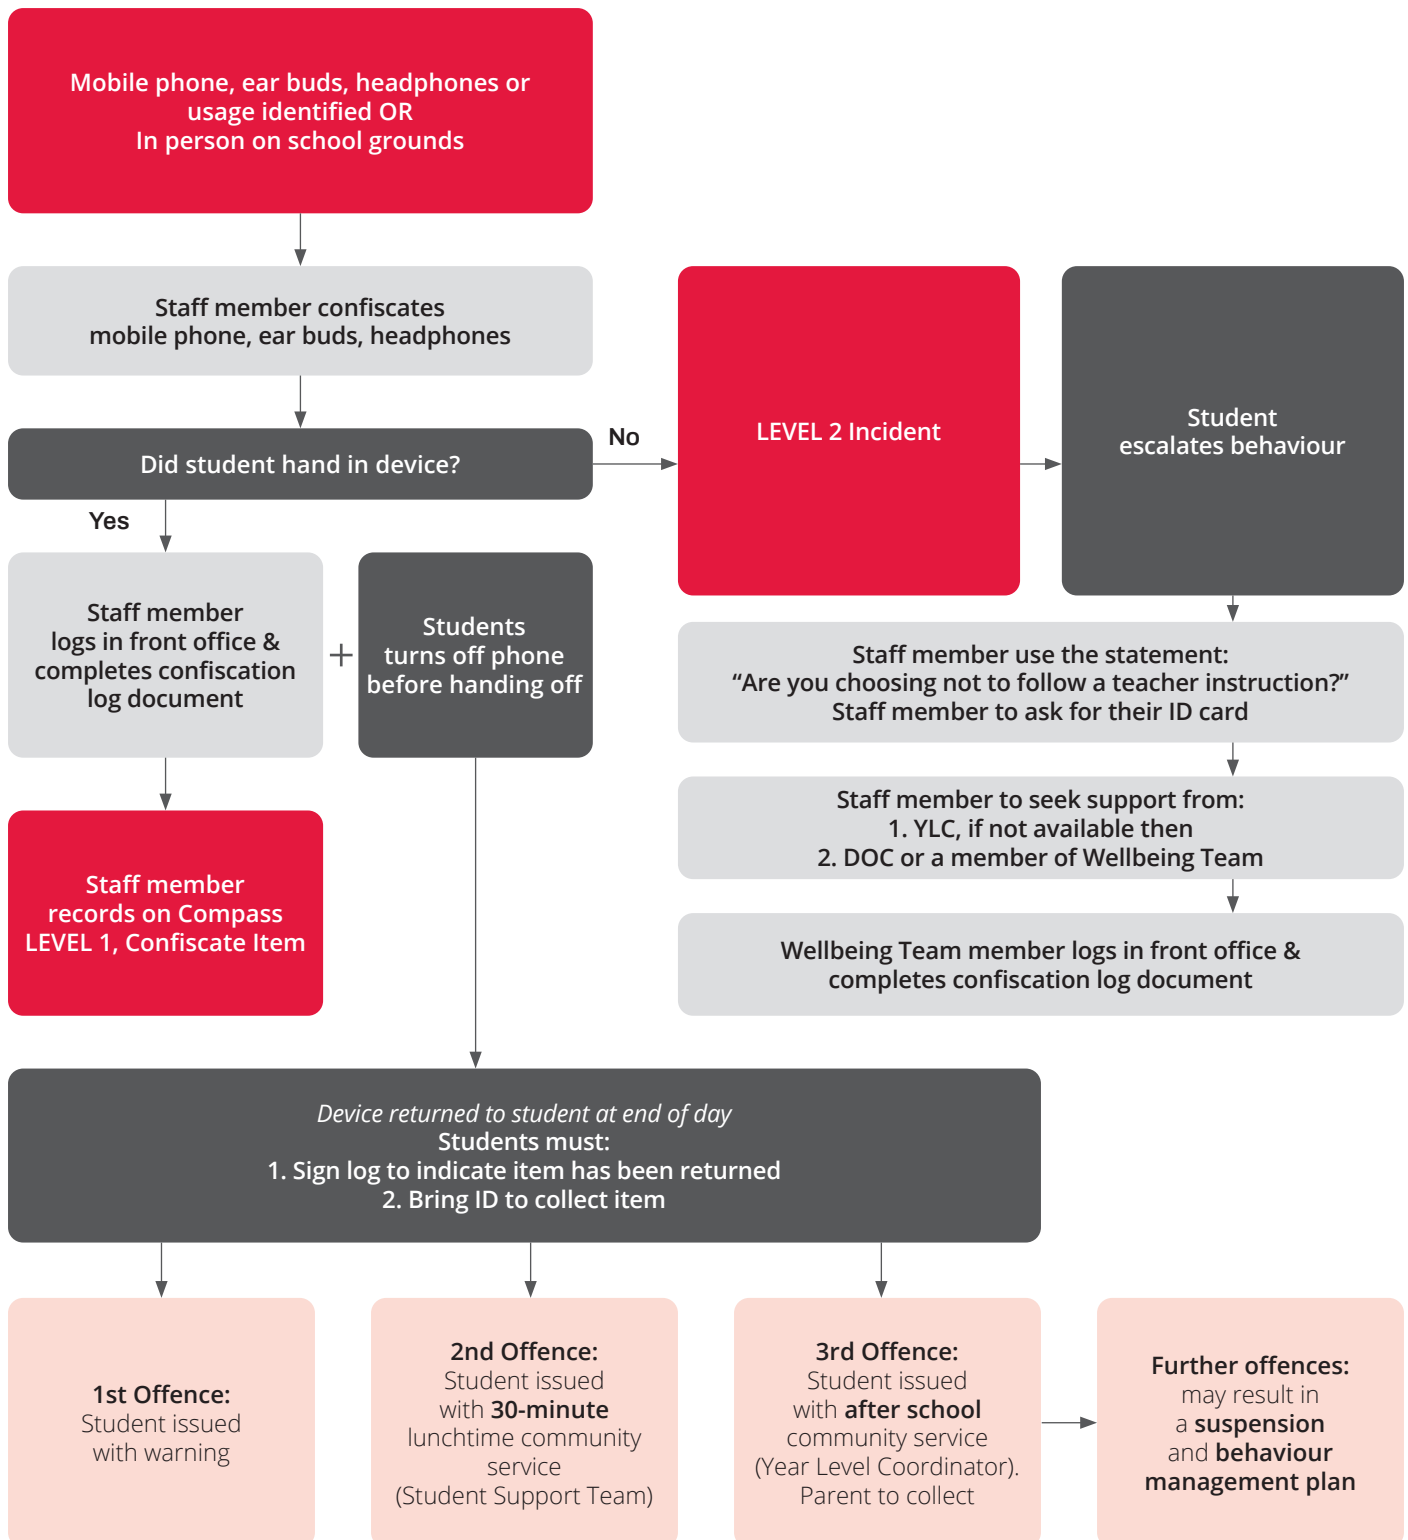 Mobile phone, ear buds, headphones or
usage identified OR
In person on school grounds
Staff member confiscates
mobile phone, ear buds, headphones
Did student hand in device?
No
LEVEL 2 Incident
Student
escalates behaviour
Yes
Staff member
logs in front office &
completes confiscation
log document
+
Students
turns off phone
before handing off
Staff member use the statement:
“Are you choosing not to follow a teacher instruction?”
Staff member to ask for their ID card
Staff member to seek support from:
1. YLC, if not available then
2. DOC or a member of Wellbeing Team
Staff member
records on Compass
LEVEL 1, Confiscate Item
Wellbeing Team member logs in front office &
completes confiscation log document
Device returned to student at end of day
Students must:
1. Sign log to indicate item has been returned
2. Bring ID to collect item
1st Offence:
Student issued
with warning
2nd Offence:
Student issued
with 30-minute
lunchtime community
service
(Student Support Team)
3rd Offence:
Student issued
with after school
community service
(Year Level Coordinator).
Parent to collect
Further offences:
may result in
a suspension
and behaviour
management plan